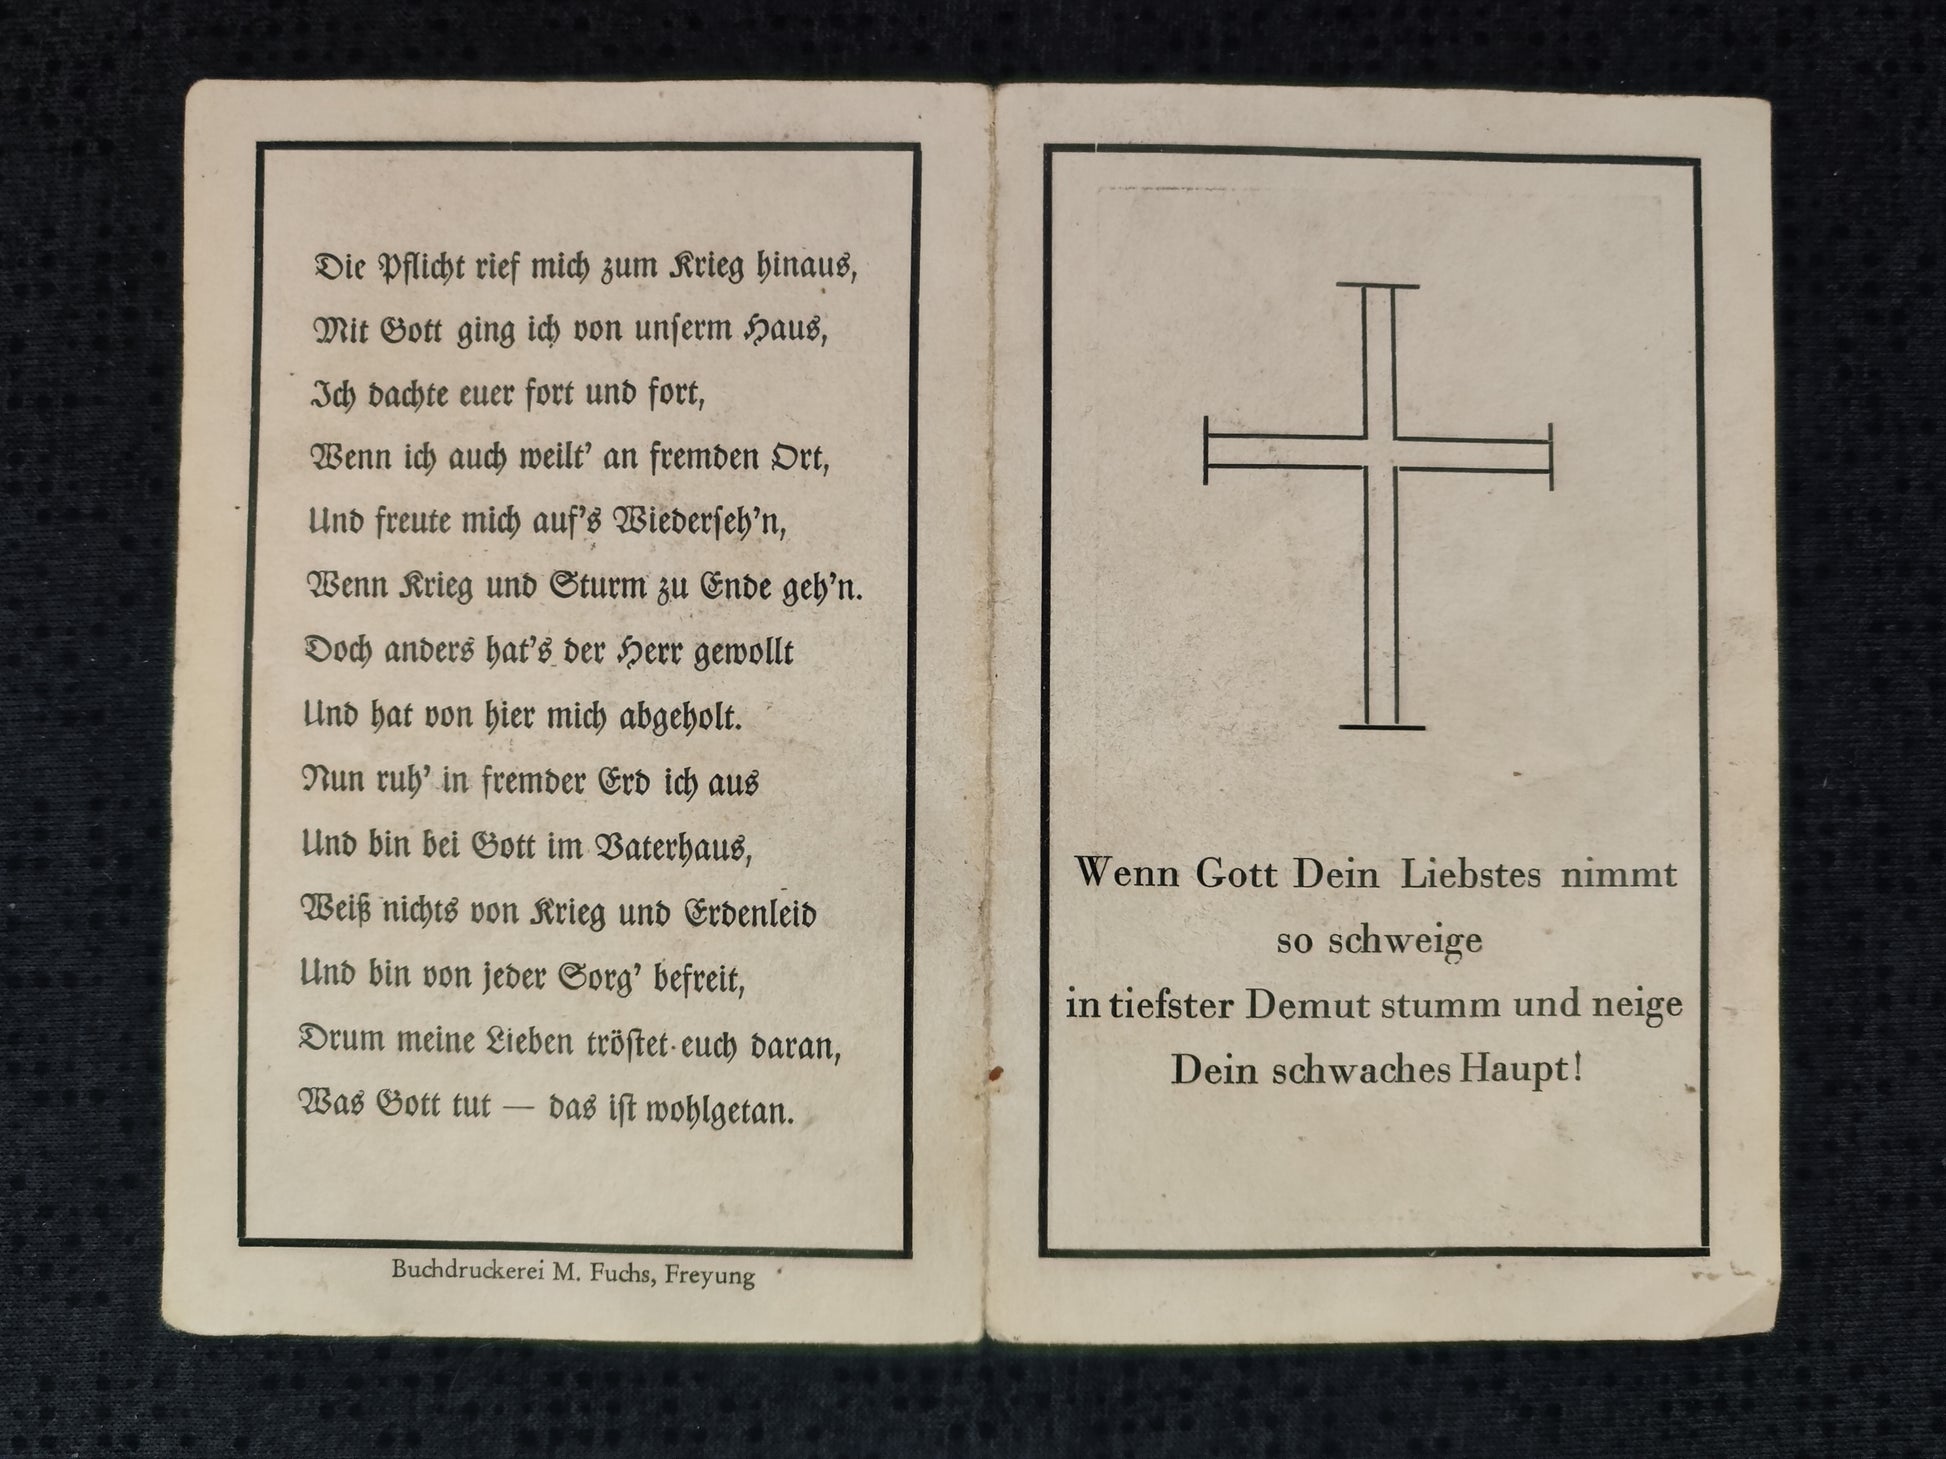 Die Pflicht rief mich zum Krieg hinaus,
Mit Gott ging ich von unserm Haus,
Ich dachte euer fort und fort,
Wenn ich auch weilt’ an fremden Ort,
Und freute mich auf’s Wiederseh’n,
Wenn Krieg und Sturm zu Ende geh’n.
Doch anders hat’s der Herr gewollt
Und hat von hier mich abgeholt.
Nun ruh’ in fremder Erd ich aus
Und bin bei Gott im Vaterhaus,
Weiß nichts von Krieg und Erdenleid
Und bin von jeder Sorg’ befreit,
Drum meine Lieben tröstet euch daran,
Was Gott tut — das ist wohlgetan.
Buchdruckerei M. Fuchs, Freyung
Wenn Gott Dein Liebstes nimmt
so schweige
in tiefster Demut stumm und neige
Dein schwaches Haupt!